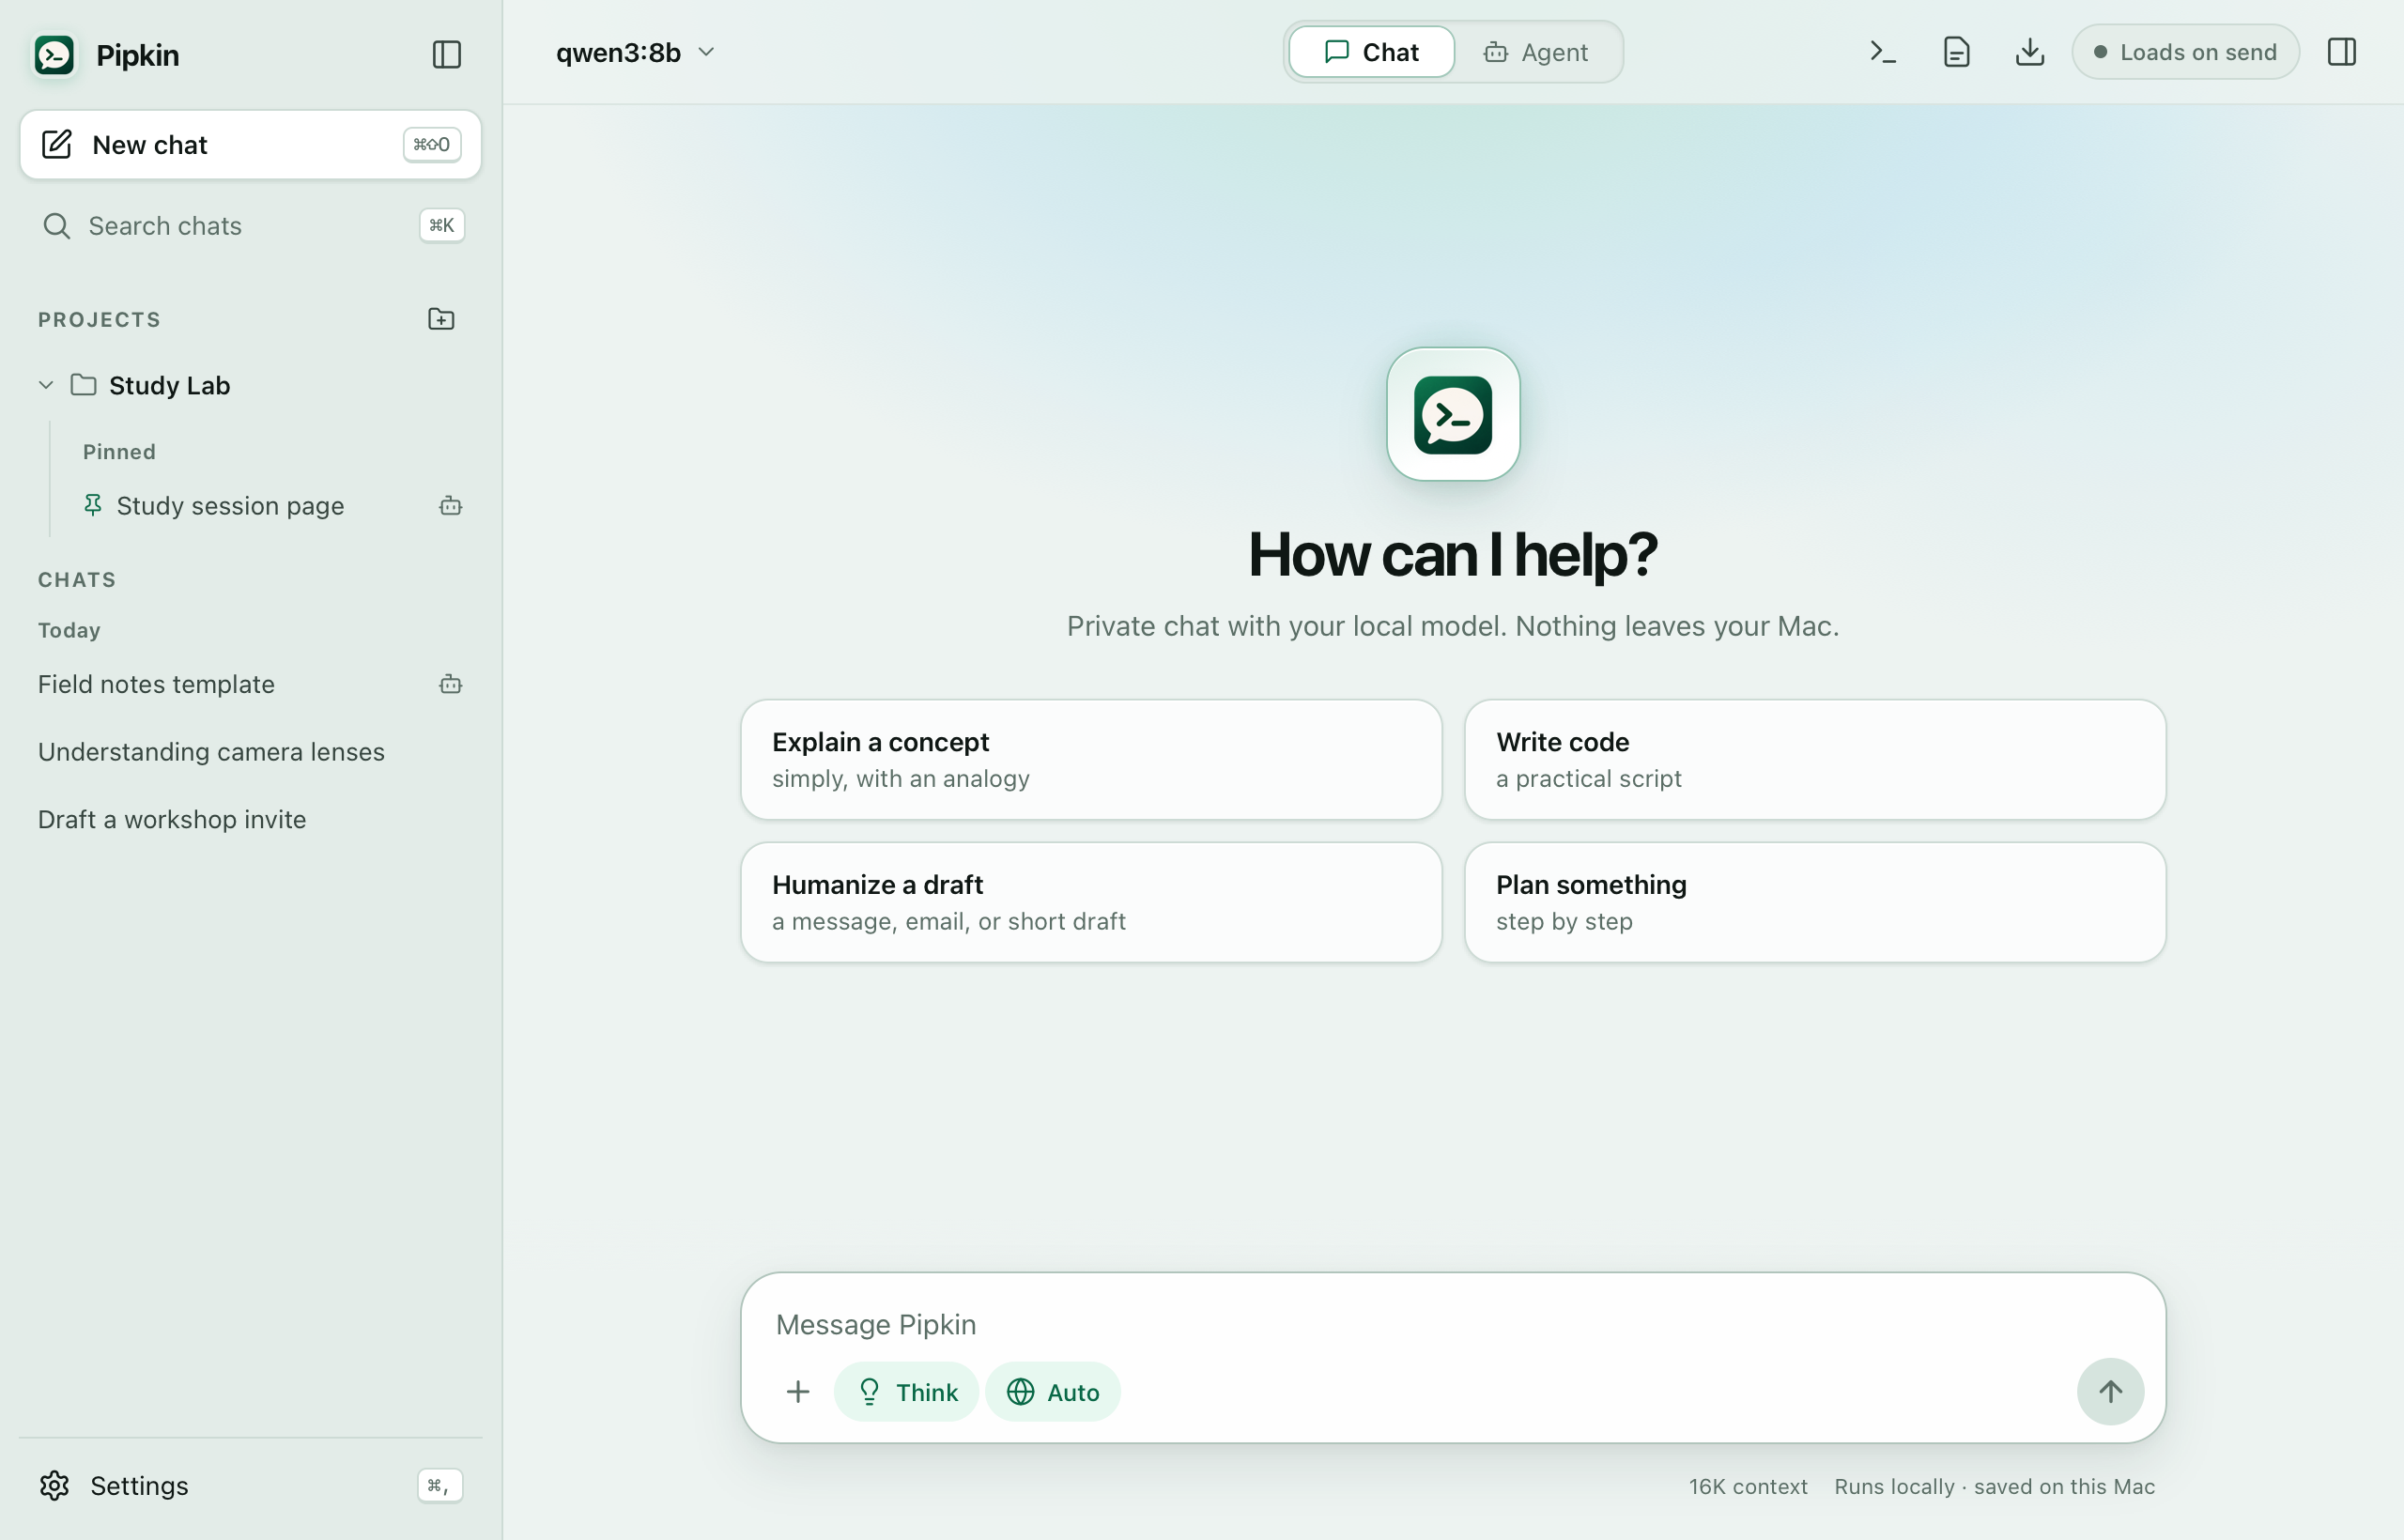 Pipkin
New chat ⌘⇧O
Search chats ⌘K
PROJECTS
Study Lab
Pinned
Study session page
CHATS
Today
Field notes template
Understanding camera lenses
Draft a workshop invite
Settings ⌘,
qwen3:8b
Chat Agent
Loads on send
How can I help?
Private chat with your local model. Nothing leaves your Mac.
Explain a concept
simply, with an analogy
Write code
a practical script
Humanize a draft
a message, email, or short draft
Plan something
step by step
Message Pipkin
Think Auto
16K context Runs locally · saved on this Mac